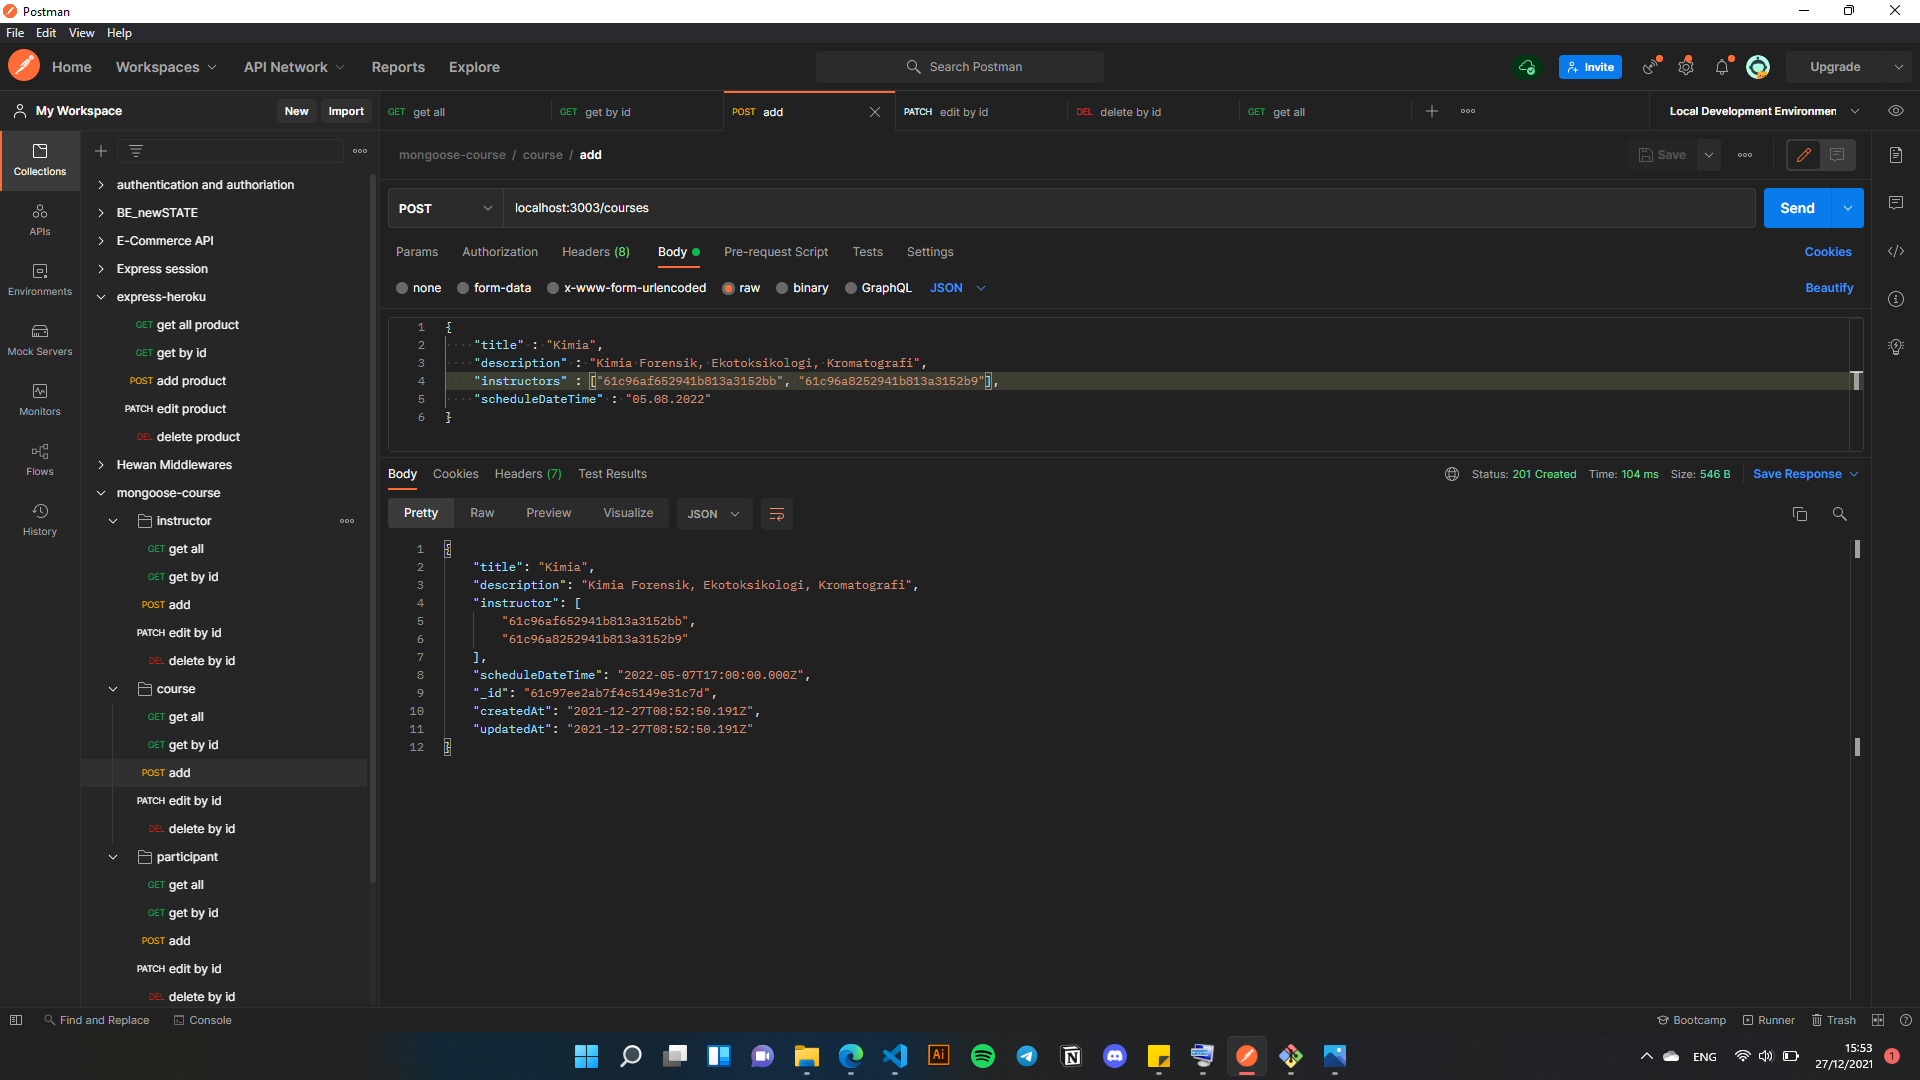 Postman
File Edit View Help
Home Workspaces API Network Reports Explore
Search Postman
Invite
Upgrade
My Workspace
New Import
GET get all
GET get by id
POST add
PATCH edit by id
DEL delete by id
GET get all
Local Development Environmen
Collections
APIs
Environments
Mock Servers
Monitors
Flows
History
authentication and authoriation
BE_newSTATE
E-Commerce API
Express session
express-heroku
GET get all product
GET get by id
POST add product
PATCH edit product
DEL delete product
Hewan Middlewares
mongoose-course
instructor
GET get all
GET get by id
POST add
PATCH edit by id
DEL delete by id
course
GET get all
GET get by id
POST add
PATCH edit by id
DEL delete by id
participant
GET get all
GET get by id
POST add
PATCH edit by id
DEL delete by id
mongoose-course / course / add
Save
POST localhost:3003/courses
Send
Params Authorization Headers (8) Body Pre-request Script Tests Settings
Cookies
none form-data x-www-form-urlencoded raw binary GraphQL JSON
Beautify
1 {
2 "title" : "Kimia",
3 "description" : "Kimia Forensik, Ekotoksikologi, Kromatografi",
4 "instructors" : ["61c96af652941b813a3152bb", "61c96a8252941b813a3152b9"],
5 "scheduleDateTime" : "05.08.2022"
6 }
Body Cookies Headers (7) Test Results
Status: 201 Created Time: 104 ms Size: 546 B Save Response
Pretty Raw Preview Visualize JSON
1 {
2 "title": "Kimia",
3 "description": "Kimia Forensik, Ekotoksikologi, Kromatografi",
4 "instructor": [
5 "61c96af652941b813a3152bb",
6 "61c96a8252941b813a3152b9"
7 ],
8 "scheduleDateTime": "2022-05-07T17:00:00.000Z",
9 "_id": "61c97ee2ab7f4c5149e31c7d",
10 "createdAt": "2021-12-27T08:52:50.191Z",
11 "updatedAt": "2021-12-27T08:52:50.191Z"
12 }
Find and Replace Console
Bootcamp Runner Trash
Ai
N
ENG
15:53
27/12/2021
1